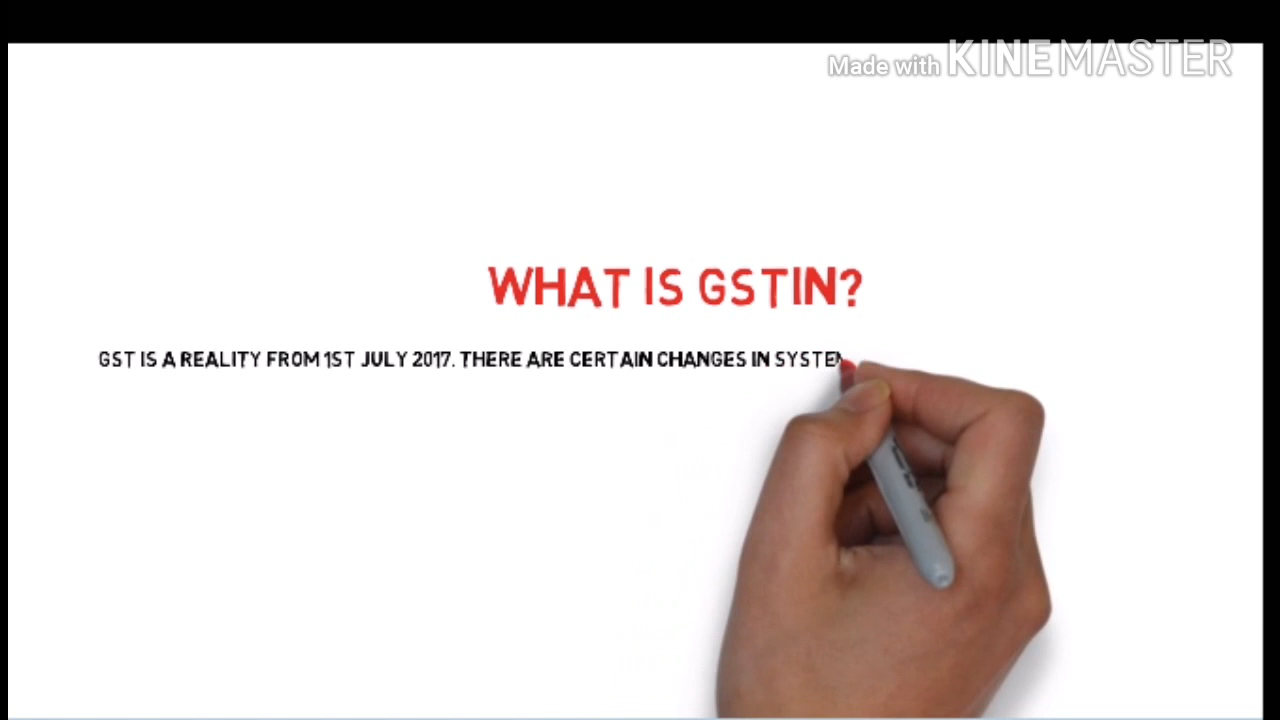 Made with KINEMASTER
WHAT IS GSTIN?
GST IS A REALITY FROM 1ST JULY 2017. THERE ARE CERTAIN CHANGES IN